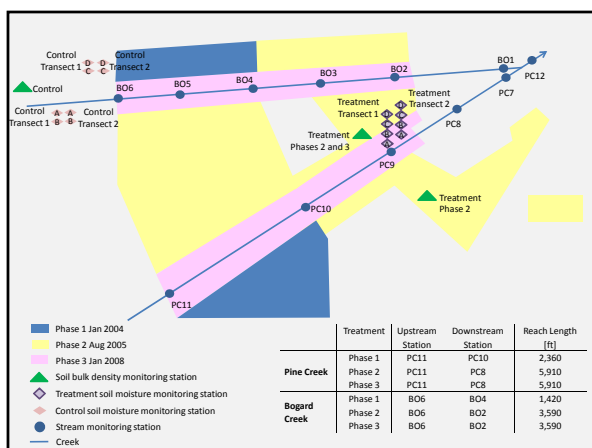 D D
C C
Control
Transect 1
Control
Transect 2
Control
A A
B B
Control
Transect 1
Control
Transect 2
BO6
BO5
BO4
BO3
BO2
BO1
PC12
PC7
PC8
Treatment
Transect 1
Treatment
Transect 2
D D
C C
B B
A A
Treatment
Phases 2 and 3
PC9
Treatment
Phase 2
PC10
PC11
Phase 1 Jan 2004
Phase 2 Aug 2005
Phase 3 Jan 2008
Soil bulk density monitoring station
Treatment soil moisture monitoring station
Control soil moisture monitoring station
Stream monitoring station
Creek
Treatment Upstream Station Downstream Station Reach Length [ft]
Pine Creek
Phase 1 PC11 PC10 2,360
Phase 2 PC11 PC8 5,910
Phase 3 PC11 PC8 5,910
Bogard Creek
Phase 1 BO6 BO4 1,420
Phase 2 BO6 BO2 3,590
Phase 3 BO6 BO2 3,590